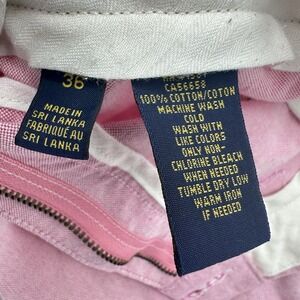 36
MADE IN
SRI LANKA
FABRIQUÉ AU
SRI LANKA
CA56658
100% COTTON/COTON
MACHINE WASH
COLD
WASH WITH
LIKE COLORS
ONLY NON-
CHLORINE BLEACH
WHEN NEEDED
TUMBLE DRY LOW
WARM IRON
IF NEEDED